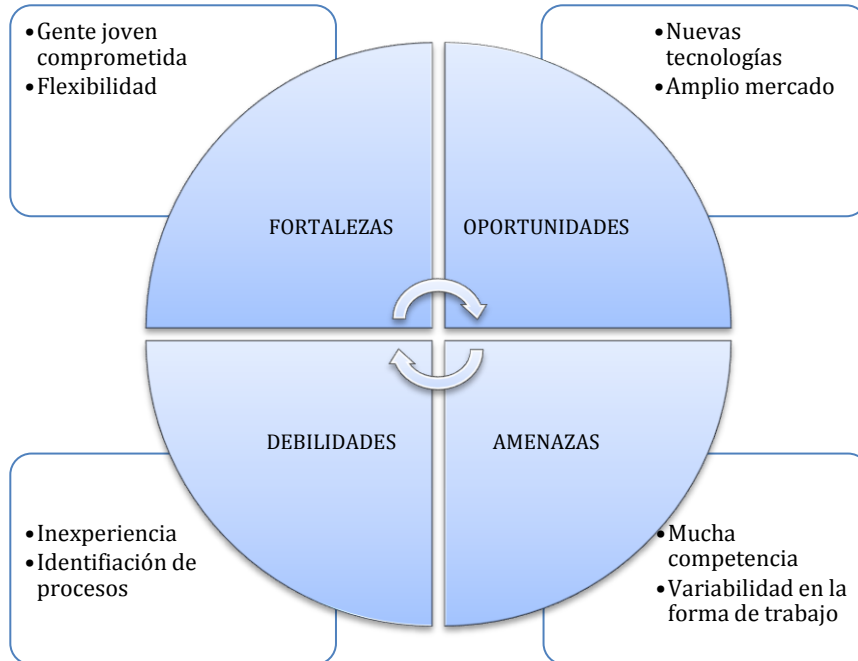 •Gente joven
comprometida
•Flexibilidad
•Nuevas
tecnologías
•Amplio mercado
FORTALEZAS
OPORTUNIDADES
DEBILIDADES
AMENAZAS
•Inexperiencia
•Identifiación de
procesos
•Mucha
competencia
•Variabilidad en la
forma de trabajo